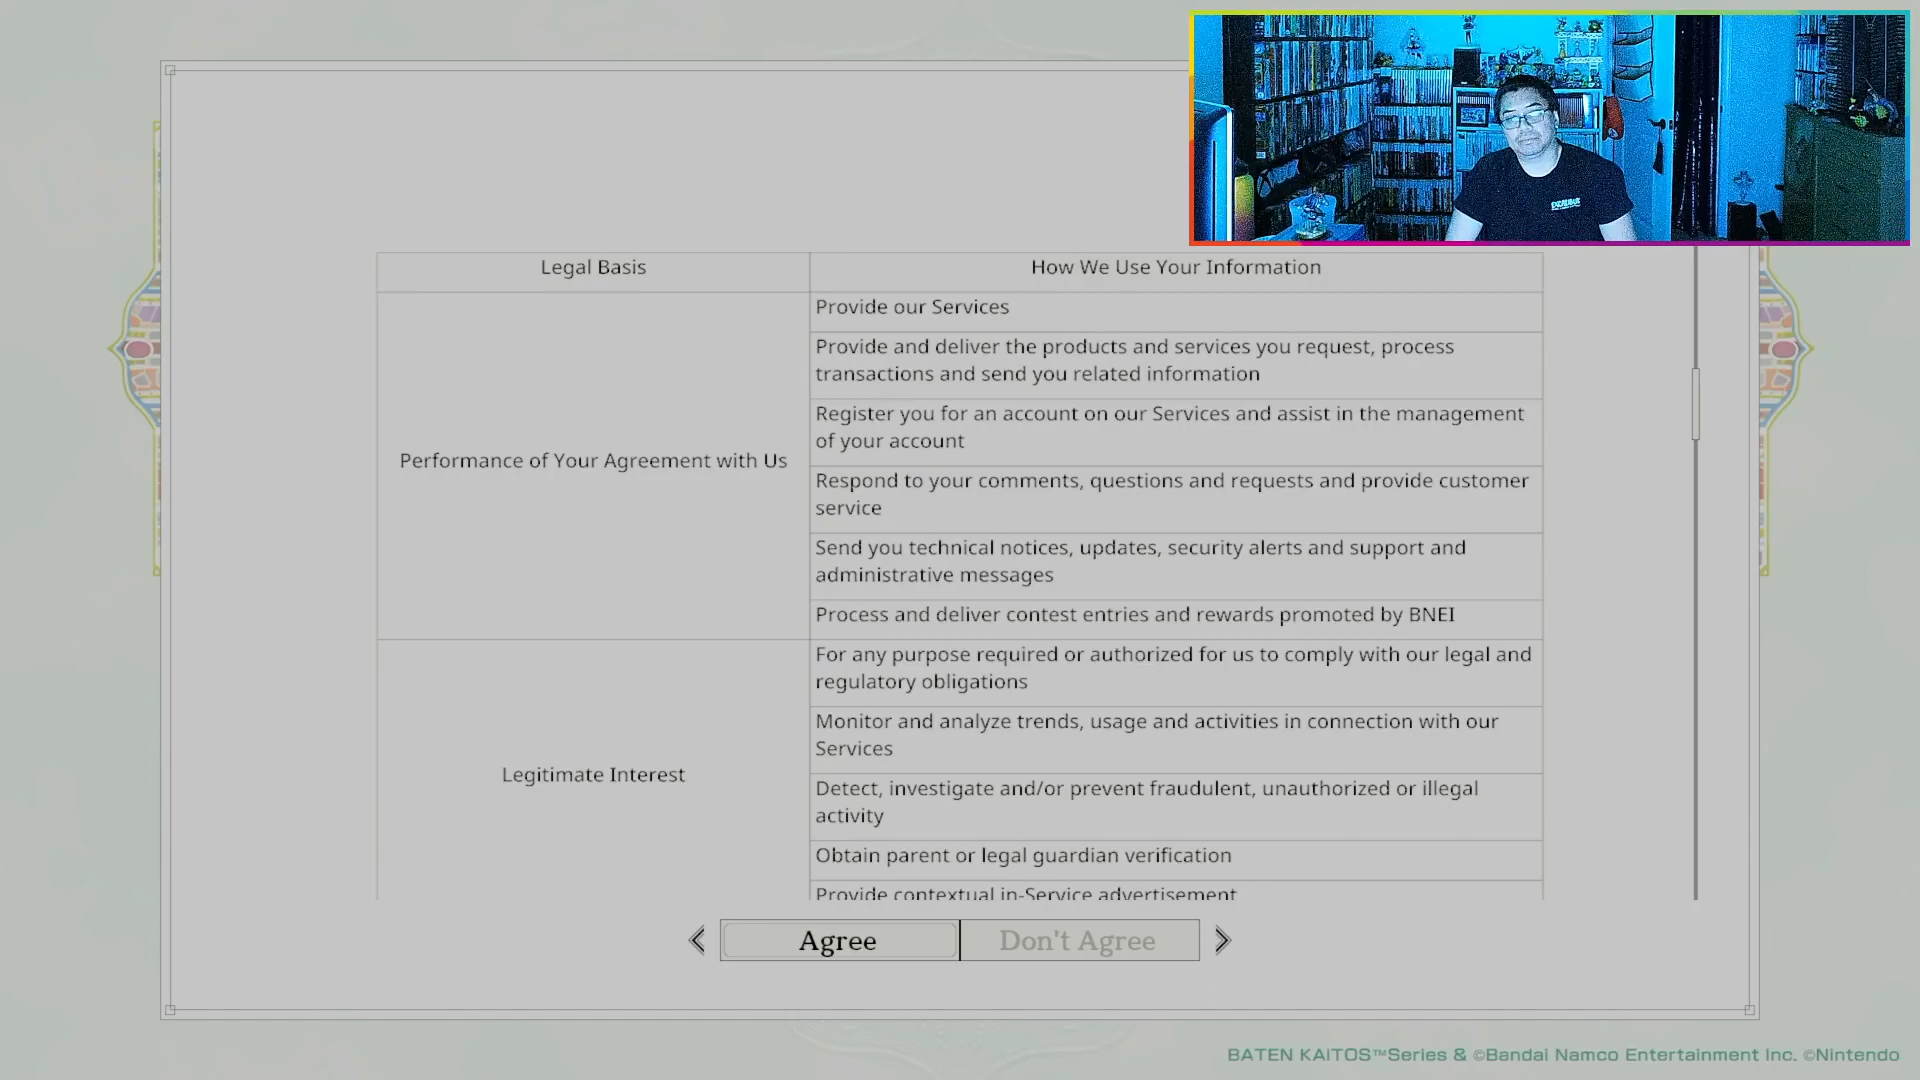 Legal Basis
How We Use Your Information
Performance of Your Agreement with Us
Provide our Services
Provide and deliver the products and services you request, process
transactions and send you related information
Register you for an account on our Services and assist in the management
of your account
Respond to your comments, questions and requests and provide customer
service
Send you technical notices, updates, security alerts and support and
administrative messages
Process and deliver contest entries and rewards promoted by BNEI
Legitimate Interest
For any purpose required or authorized for us to comply with our legal and
regulatory obligations
Monitor and analyze trends, usage and activities in connection with our
Services
Detect, investigate and/or prevent fraudulent, unauthorized or illegal
activity
Obtain parent or legal guardian verification
Provide contextual in-Service advertisement
Agree
Don't Agree
BATEN KAITOS™Series & ©Bandai Namco Entertainment Inc. ©Nintendo
EXCALIBUR